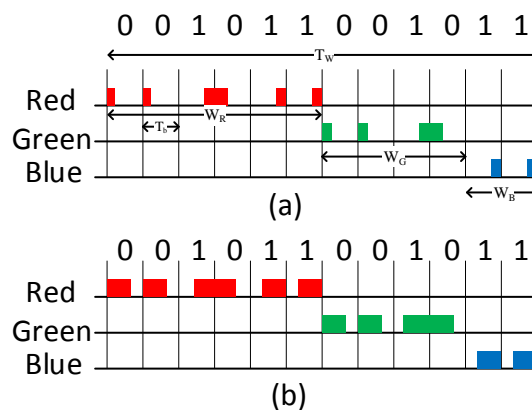 0 0 1 0 1 1 0 0 1 0 1 1
T_W
Red
W_R
T_b
Green
W_G
Blue
W_B
(a)
0 0 1 0 1 1 0 0 1 0 1 1
Red
Green
Blue
(b)